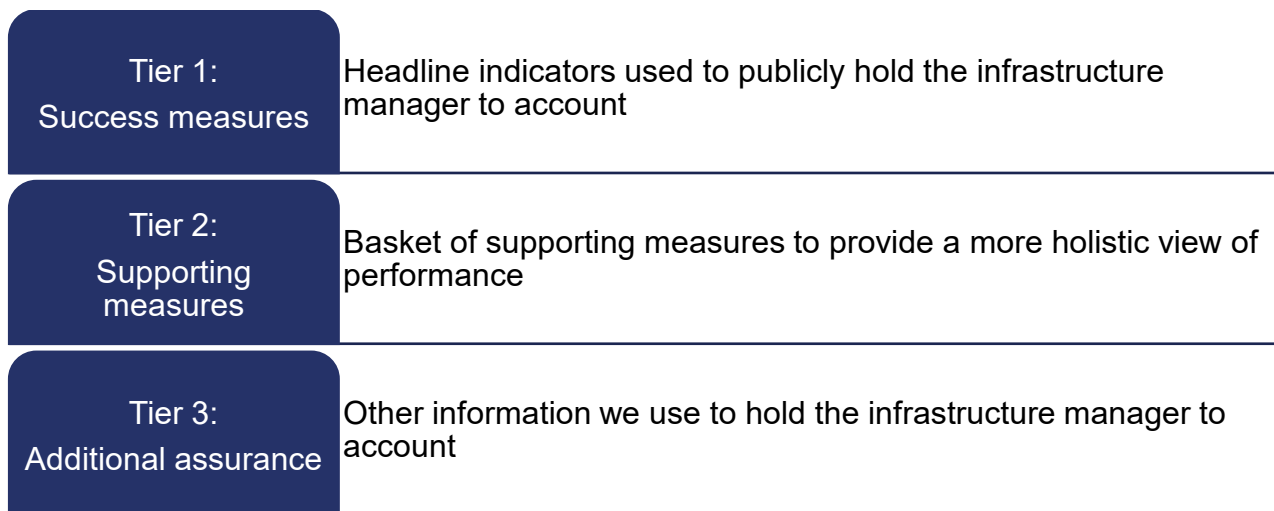 Tier 1:
Success measures
Headline indicators used to publicly hold the infrastructure
manager to account
Tier 2:
Supporting
measures
Basket of supporting measures to provide a more holistic view of
performance
Tier 3:
Additional assurance
Other information we use to hold the infrastructure manager to
account